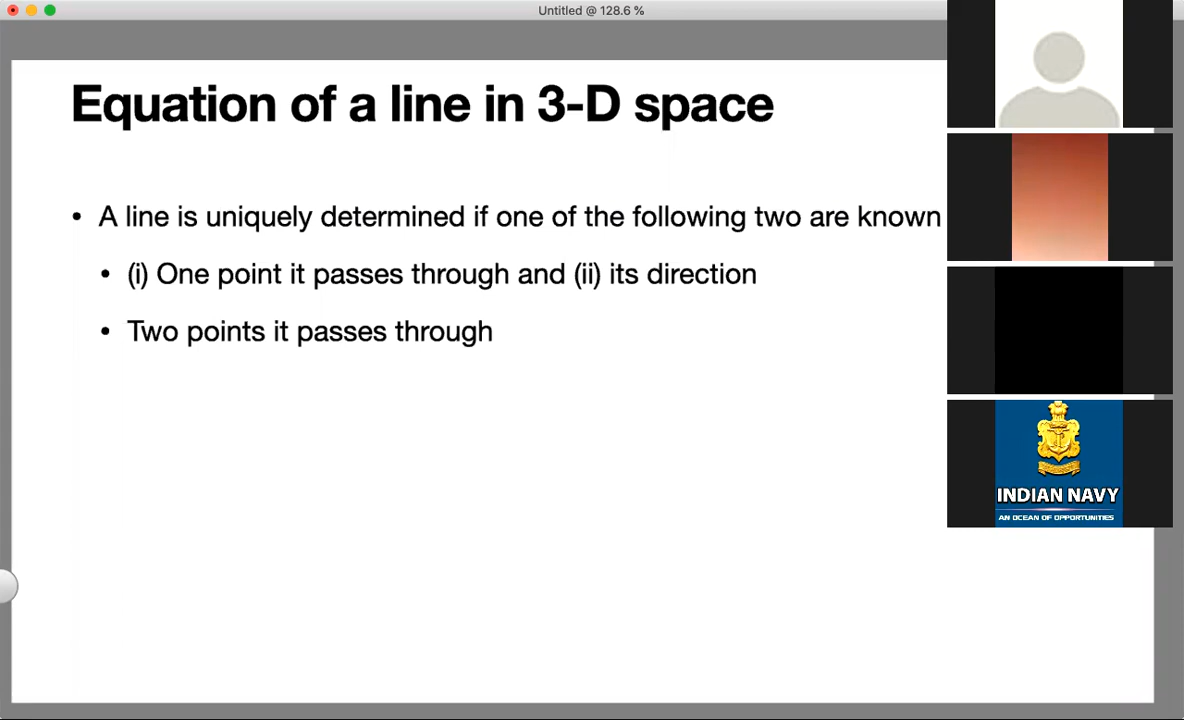 Untitled @ 128.6 %
Equation of a line in 3-D space
• A line is uniquely determined if one of the following two are known
• (i) One point it passes through and (ii) its direction
• Two points it passes through
INDIAN NAVY
AN OCEAN OF OPPORTUNITIES